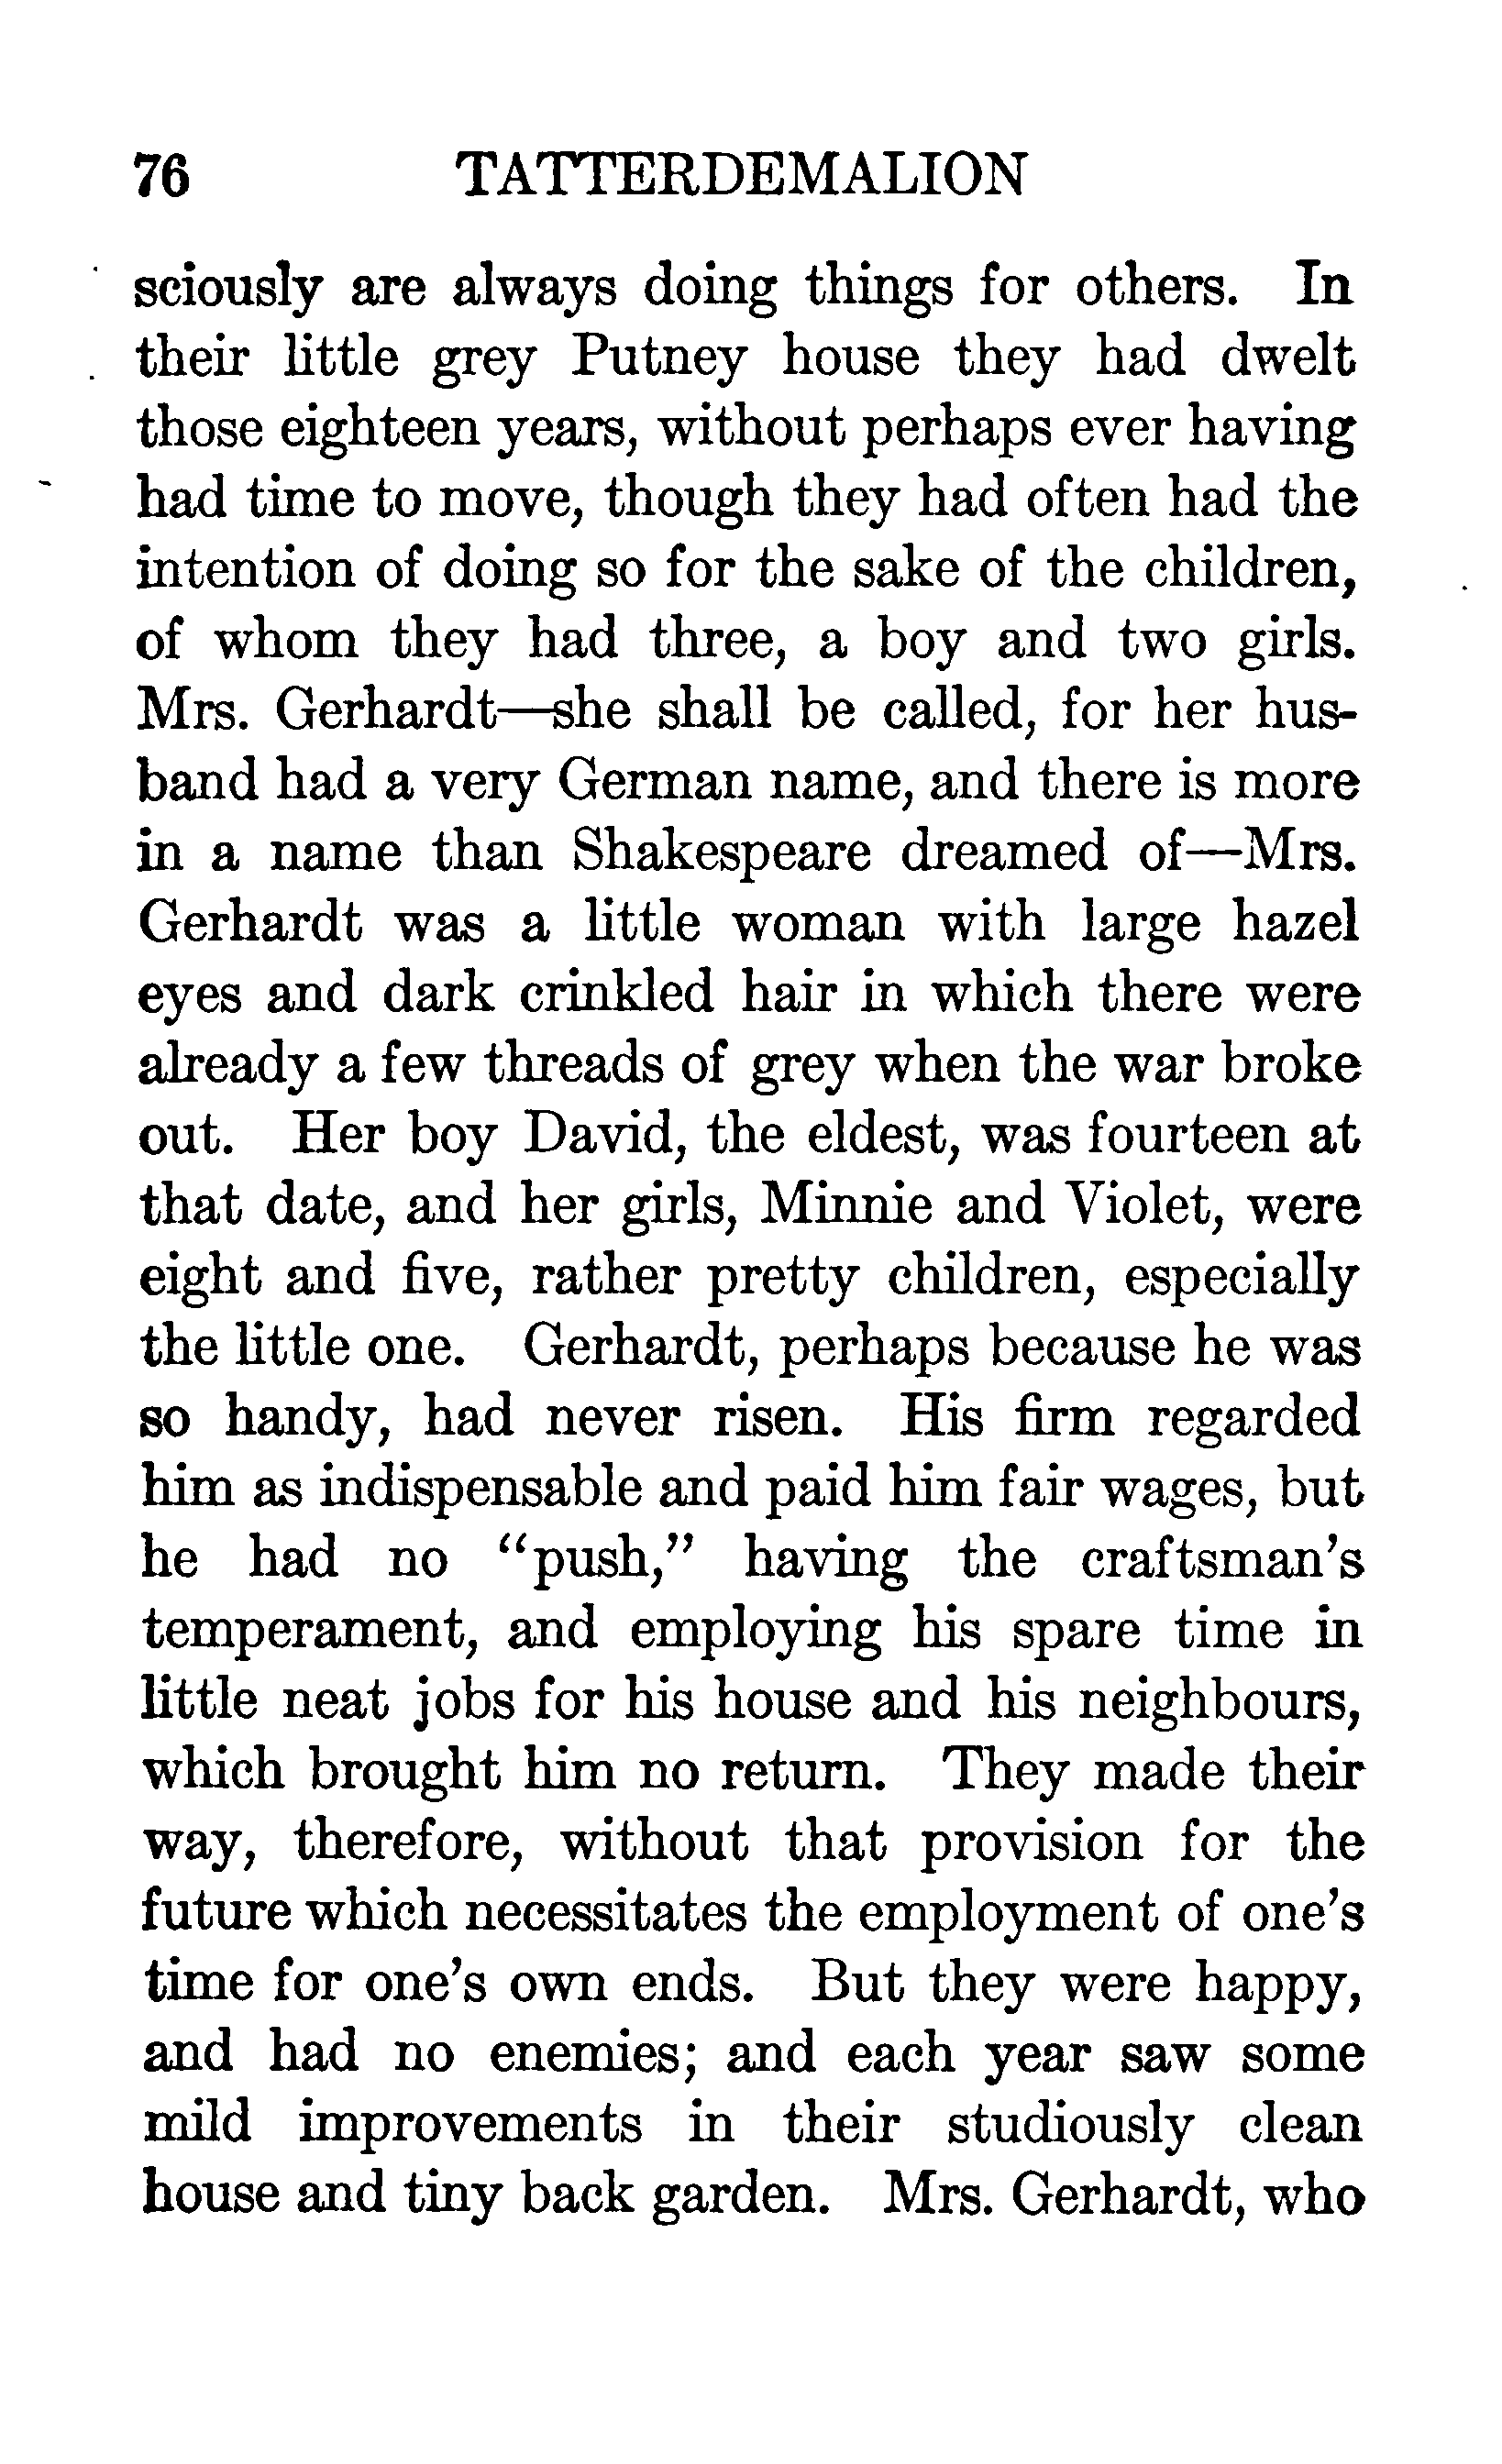 76 TATTERDEMALION
sciously are always doing things for others. In
their little grey Putney house they had dwelt
those eighteen years, without perhaps ever having
had time to move, though they had often had the
intention of doing so for the sake of the children,
of whom they had three, a boy and two girls.
Mrs. Gerhardt—she shall be called, for her hus-
band had a very German name, and there is more
in a name than Shakespeare dreamed of—Mrs.
Gerhardt was a little woman with large hazel
eyes and dark crinkled hair in which there were
already a few threads of grey when the war broke
out. Her boy David, the eldest, was fourteen at
that date, and her girls, Minnie and Violet, were
eight and five, rather pretty children, especially
the little one. Gerhardt, perhaps because he was
so handy, had never risen. His firm regarded
him as indispensable and paid him fair wages, but
he had no “push,” having the craftsman’s
temperament, and employing his spare time in
little neat jobs for his house and his neighbours,
which brought him no return. They made their
way, therefore, without that provision for the
future which necessitates the employment of one’s
time for one’s own ends. But they were happy,
and had no enemies; and each year saw some
mild improvements in their studiously clean
house and tiny back garden. Mrs. Gerhardt, who